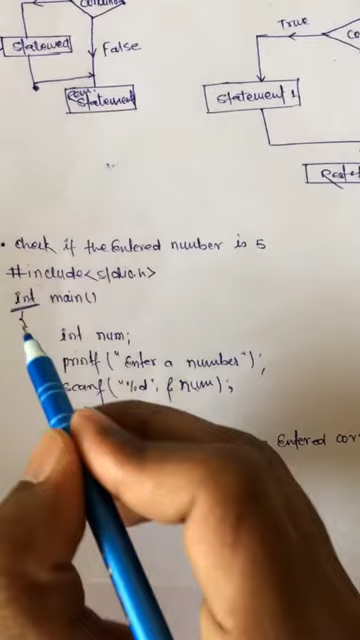 False
True
Statement
Statement 1
• check if the Entered number is 5
#include<stdio.h>
int main()
{
int num;
printf("Enter a number");
scanf("%d", &num);
Entered cor